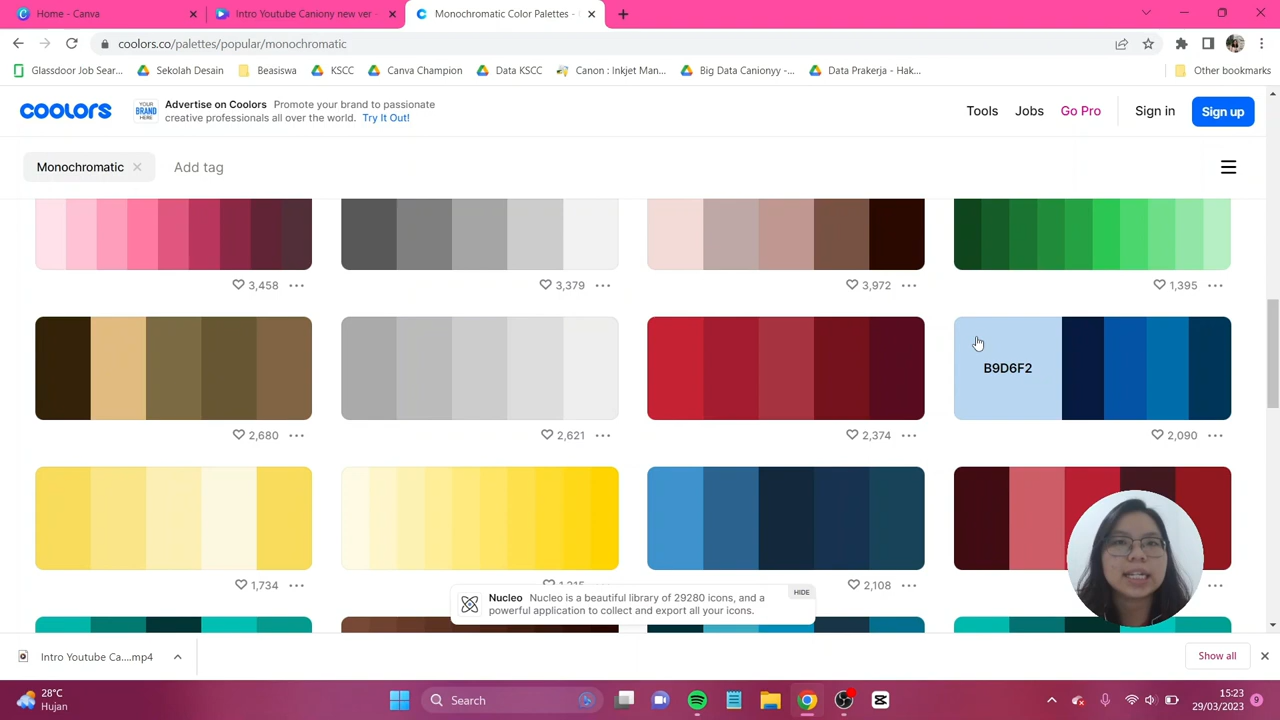 Home - Canva
Intro Youtube Caniony new ver -
Monochromatic Color Palettes -
coolors.co/palettes/popular/monochromatic
Glassdoor Job Sear...
Sekolah Desain
Beasiswa
KSCC
Canva Champion
Data KSCC
Canon : Inkjet Man...
Big Data Canionyy -...
Data Prakerja - Hak...
Other bookmarks
coolors
YOUR BRAND HERE
Advertise on Coolors Promote your brand to passionate
creative professionals all over the world. Try It Out!
Tools
Jobs
Go Pro
Sign in
Sign up
Monochromatic
Add tag
3,458
3,379
3,972
1,395
B9D6F2
2,680
2,621
2,374
2,090
1,734
2,108
Nucleo Nucleo is a beautiful library of 29280 icons, and a
powerful application to collect and export all your icons.
HIDE
Intro Youtube Ca....mp4
Show all
28°C
Hujan
Search
15:23
29/03/2023
9